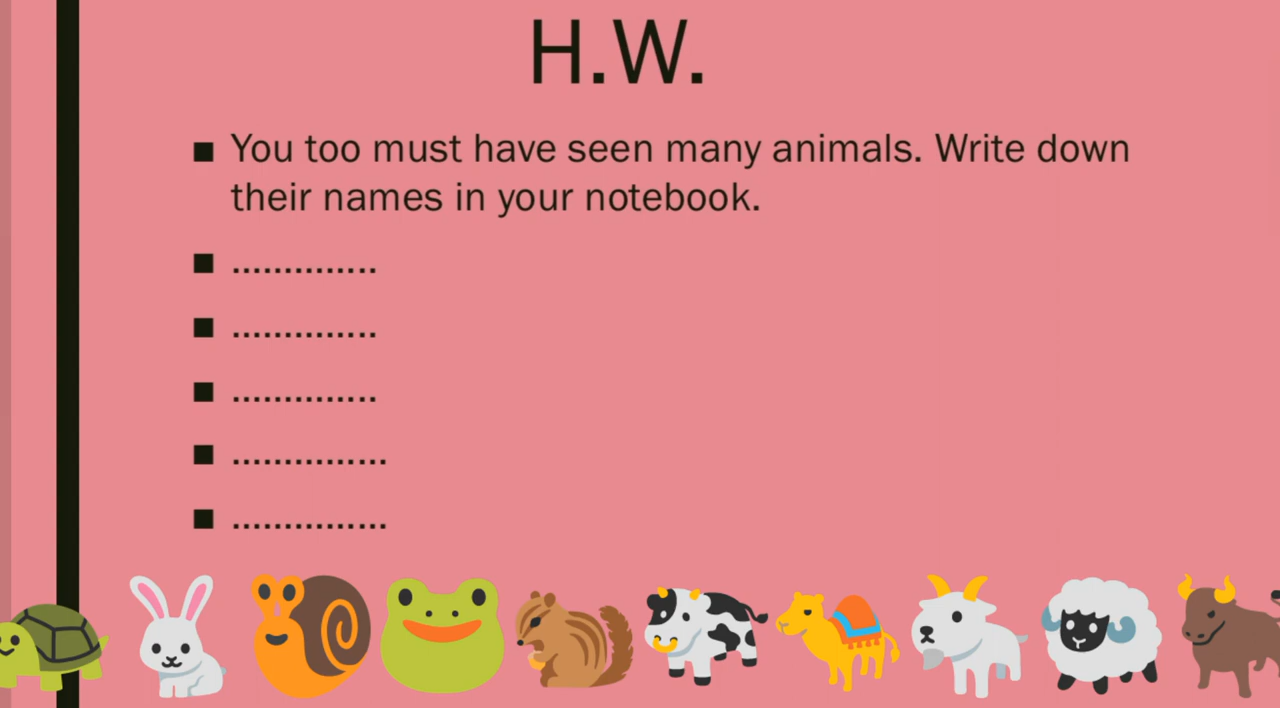 H.W.
■ You too must have seen many animals. Write down
their names in your notebook.
■ ..............
■ ..............
■ ..............
■ ...............
■ ...............